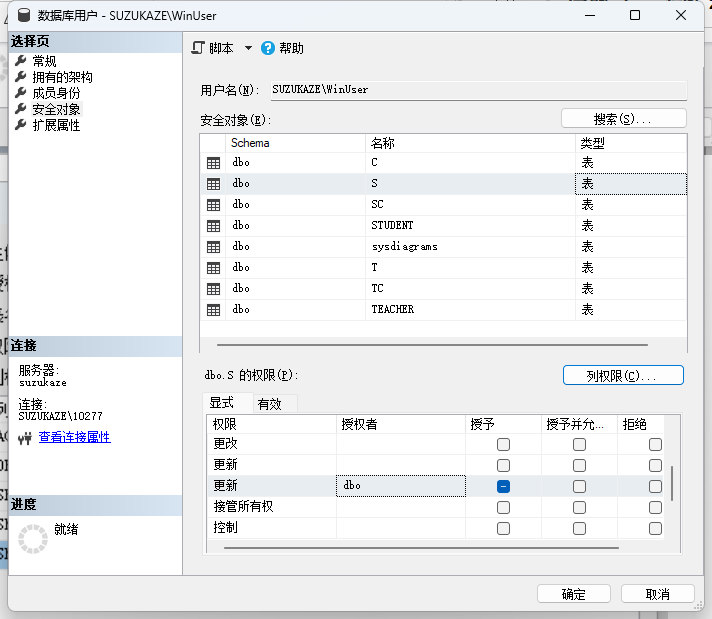 数据库用户 - SUZUKAZE\WinUser
选择页
常规
拥有的架构
成员身份
安全对象
扩展属性
脚本
帮助
用户名(N):
SUZUKAZE\WinUser
安全对象(E):
搜索(S)...
Schema 名称 类型
dbo C 表
dbo S 表
dbo SC 表
dbo STUDENT 表
dbo sysdiagrams 表
dbo T 表
dbo TC 表
dbo TEACHER 表
连接
服务器:
suzukaze
连接:
SUZUKAZE\10277
查看连接属性
进度
就绪
dbo.S 的权限(P):
列权限(C)...
显式
有效
权限 授权者 授予 授予并允... 拒绝
更改
更新
更新 dbo
接管所有权
控制
确定
取消